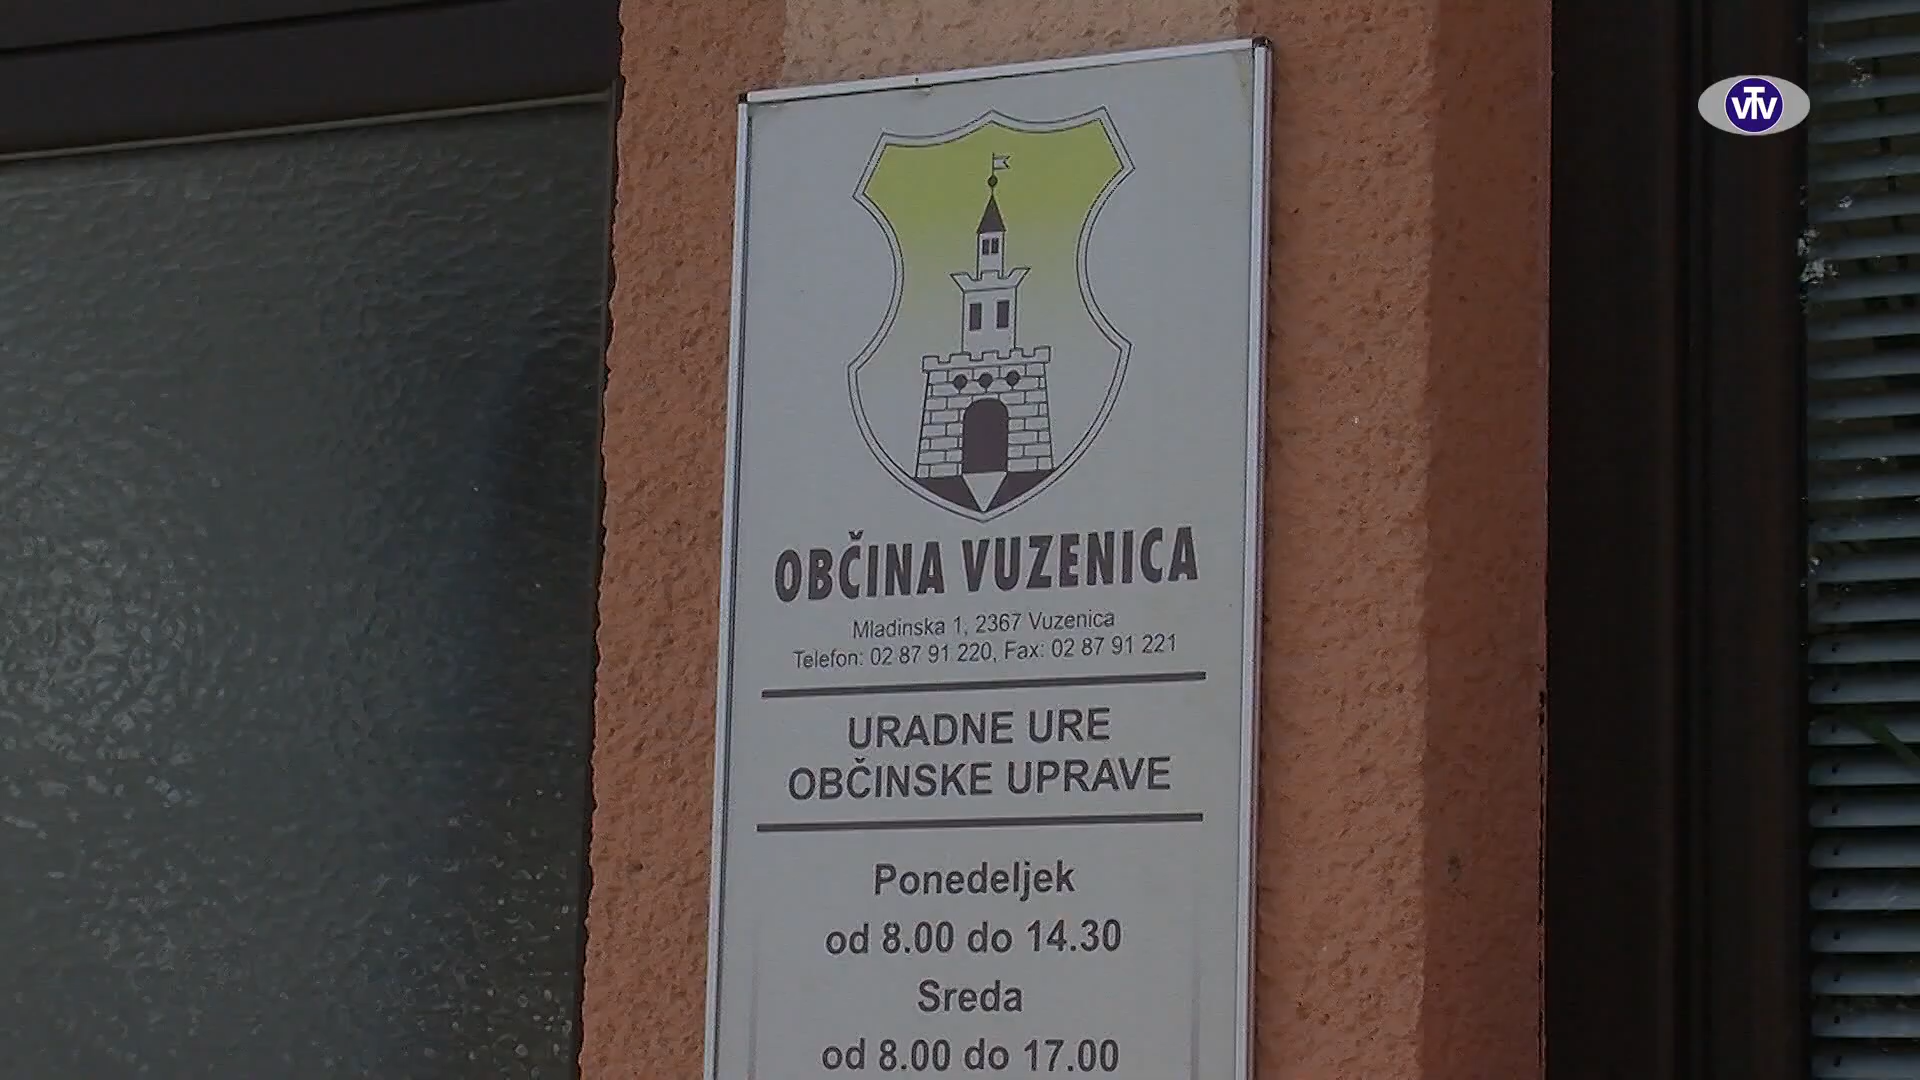 VTV
OBČINA VUZENICA
Mladinska 1, 2367 Vuzenica
Telefon: 02 87 91 220, Fax: 02 87 91 221
URADNE URE
OBČINSKE UPRAVE
Ponedeljek
od 8.00 do 14.30
Sreda
od 8.00 do 17.00